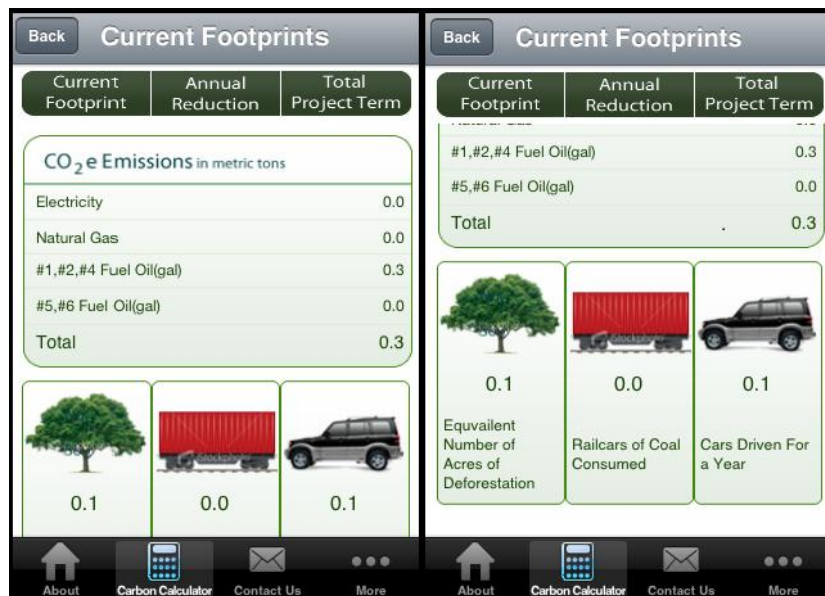 Back
Current Footprints
Current Footprint
Annual Reduction
Total Project Term
CO2e Emissions in metric tons
Electricity 0.0
Natural Gas 0.0
#1,#2,#4 Fuel Oil(gal) 0.3
#5,#6 Fuel Oil(gal) 0.0
Total 0.3
0.1
0.0
0.1
About
Carbon Calculator
Contact Us
More
Back
Current Footprints
Current Footprint
Annual Reduction
Total Project Term
#1,#2,#4 Fuel Oil(gal) 0.3
#5,#6 Fuel Oil(gal) 0.0
Total . 0.3
0.1
Equvailent
Number of
Acres of
Deforestation
0.0
Railcars of Coal
Consumed
0.1
Cars Driven For
a Year
About
Carbon Calculator
Contact Us
More